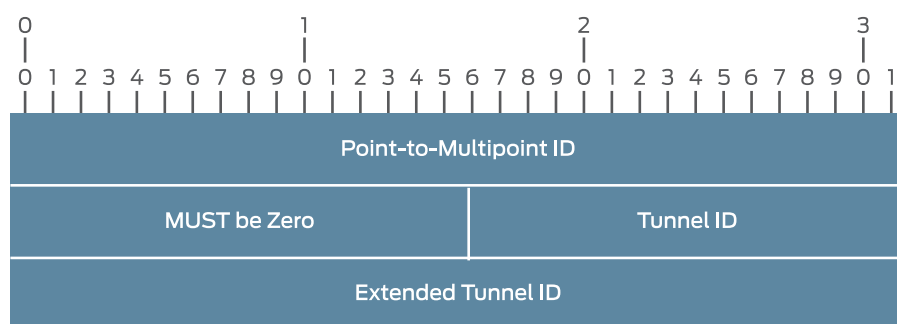 0 1 2 3
0 1 2 3 4 5 6 7 8 9 0 1 2 3 4 5 6 7 8 9 0 1 2 3 4 5 6 7 8 9 0 1
Point-to-Multipoint ID
MUST be Zero Tunnel ID
Extended Tunnel ID